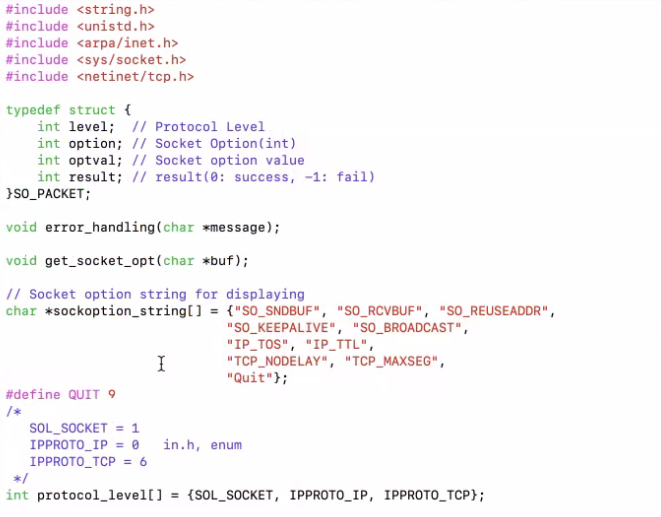 #include <string.h>
#include <unistd.h>
#include <arpa/inet.h>
#include <sys/socket.h>
#include <netinet/tcp.h>
typedef struct {
    int level;  // Protocol Level
    int option; // Socket Option(int)
    int optval; // Socket option value
    int result; // result(0: success, -1: fail)
}SO_PACKET;
void error_handling(char *message);
void get_socket_opt(char *buf);
// Socket option string for displaying
char *sockoption_string[] = {"SO_SNDBUF", "SO_RCVBUF", "SO_REUSEADDR",
                            "SO_KEEPALIVE", "SO_BROADCAST",
                            "IP_TOS", "IP_TTL",
                            "TCP_NODELAY", "TCP_MAXSEG",
                            "Quit"};
#define QUIT 9
/*
   SOL_SOCKET = 1
   IPPROTO_IP = 0   in.h, enum
   IPPROTO_TCP = 6
 */
int protocol_level[] = {SOL_SOCKET, IPPROTO_IP, IPPROTO_TCP};